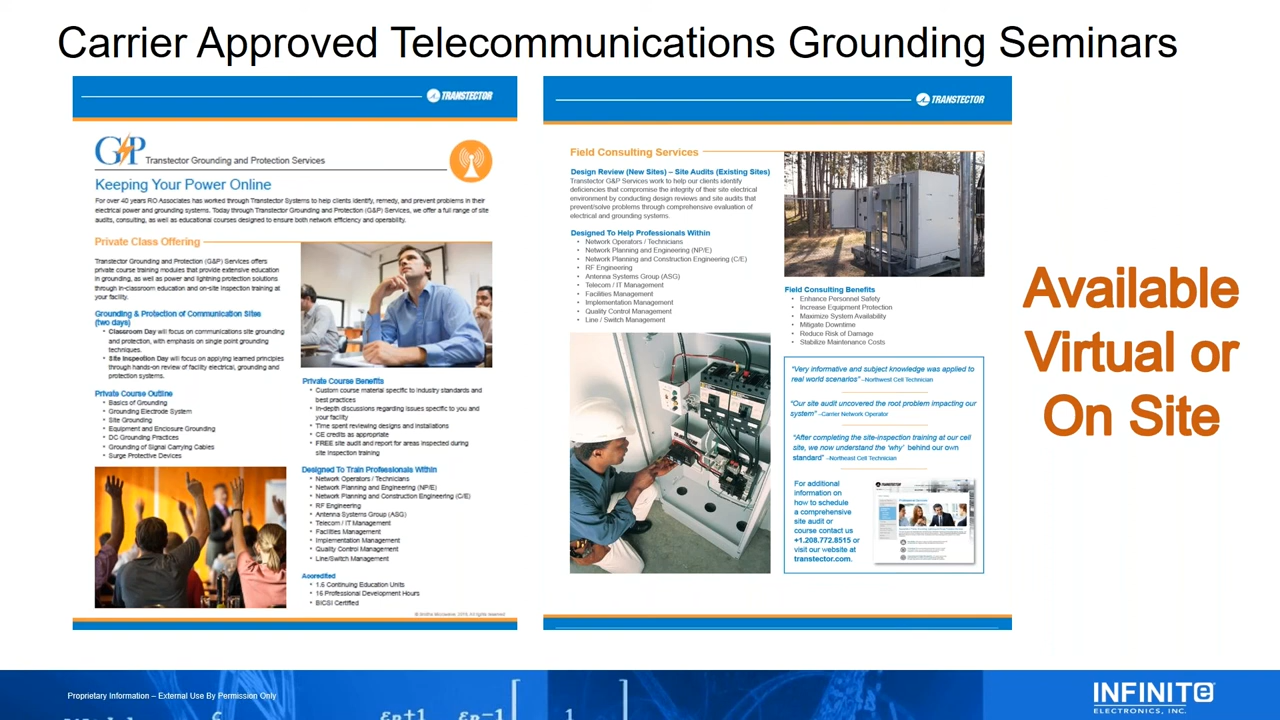 Carrier Approved Telecommunications Grounding Seminars
TRANSTECTOR
G&P Transtector Grounding and Protection Services
Keeping Your Power Online
For over 40 years RO Associates has worked through Transtector Systems to help clients identify, remedy, and prevent problems in their
electrical power and grounding systems. Today through Transtector Grounding and Protection (G&P) Services, we offer a full range of site
audits, consulting, as well as educational courses designed to ensure both network efficiency and operability.
Private Class Offering
Transtector Grounding and Protection (G&P) Services offers
private course training modules that provide extensive education
in grounding, as well as power and lightning protection solutions
through in-classroom education and on-site inspection training at
your facility.
Grounding & Protection of Communication Sites
(two days)
• Classroom Day will focus on communications site grounding
and protection, with emphasis on single point grounding
techniques.
• Site Inspection Day will focus on applying learned principles
through hands-on review of facility electrical, grounding and
protection systems.
Private Course Outline
• Basics of Grounding
• Grounding Electrode System
• Site Grounding
• Equipment and Enclosure Grounding
• DC Grounding Practices
• Grounding of Signal Carrying Cables
• Surge Protective Devices
Private Course Benefits
• Custom course material specific to industry standards and
best practices
• In-depth discussions regarding issues specific to you and
your facility
• Time spent reviewing designs and installations
• CE credits as appropriate
• FREE site audit and report for areas inspected during
site inspection training
Designed To Train Professionals Within
• Network Operators / Technicians
• Network Planning and Engineering (NP/E)
• Network Planning and Construction Engineering (C/E)
• RF Engineering
• Antenna Systems Group (ASG)
• Telecom / IT Management
• Facilities Management
• Implementation Management
• Quality Control Management
• Line/Switch Management
Accredited
• 1.6 Continuing Education Units
• 16 Professional Development Hours
• BICSI Certified
TRANSTECTOR
Field Consulting Services
Design Review (New Sites) – Site Audits (Existing Sites)
Transtector G&P Services work to help our clients identify
deficiencies that compromise the integrity of their site electrical
environment by conducting design reviews and site audits that
prevent/solve problems through comprehensive evaluation of
electrical and grounding systems.
Designed To Help Professionals Within
• Network Operators / Technicians
• Network Planning and Engineering (NP/E)
• Network Planning and Construction Engineering (C/E)
• RF Engineering
• Antenna Systems Group (ASG)
• Telecom / IT Management
• Facilities Management
• Implementation Management
• Quality Control Management
• Line / Switch Management
Field Consulting Benefits
• Enhance Personnel Safety
• Increase Equipment Protection
• Maximize System Availability
• Mitigate Downtime
• Reduce Risk of Damage
• Stabilize Maintenance Costs
“Very informative and subject knowledge was applied to
real world scenarios” –Northwest Cell Technician
“Our site audit uncovered the root problem impacting our
system” –Carrier Network Operator
“After completing the site-inspection training at our cell
site, we now understand the ‘why’ behind our own
standard” –Northeast Cell Technician
For additional
information on
how to schedule
a comprehensive
site audit or
course contact us
+1.208.772.8515 or
visit our website at
transtector.com.
Available
Virtual or
On Site
Proprietary Information – External Use By Permission Only
INFINITE
ELECTRONICS, INC.